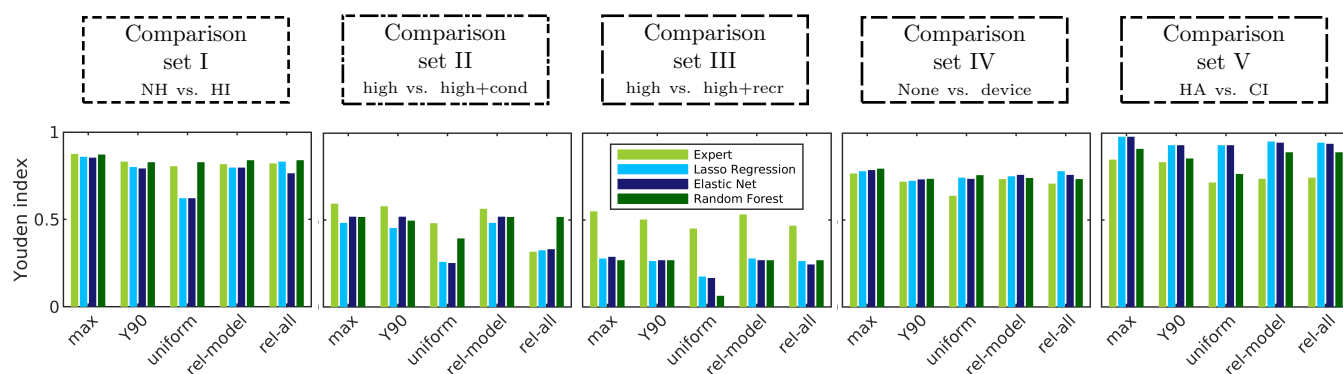 Comparison
set I
NH vs. HI
Comparison
set II
high vs. high+cond
Comparison
set III
high vs. high+recr
Comparison
set IV
None vs. device
Comparison
set V
HA vs. CI
Youden index
1
0.5
0
Expert
Lasso Regression
Elastic Net
Random Forest
max
Y90
uniform
rel-model
rel-all
max
Y90
uniform
rel-model
rel-all
max
Y90
uniform
rel-model
rel-all
max
Y90
uniform
rel-model
rel-all
max
Y90
uniform
rel-model
rel-all